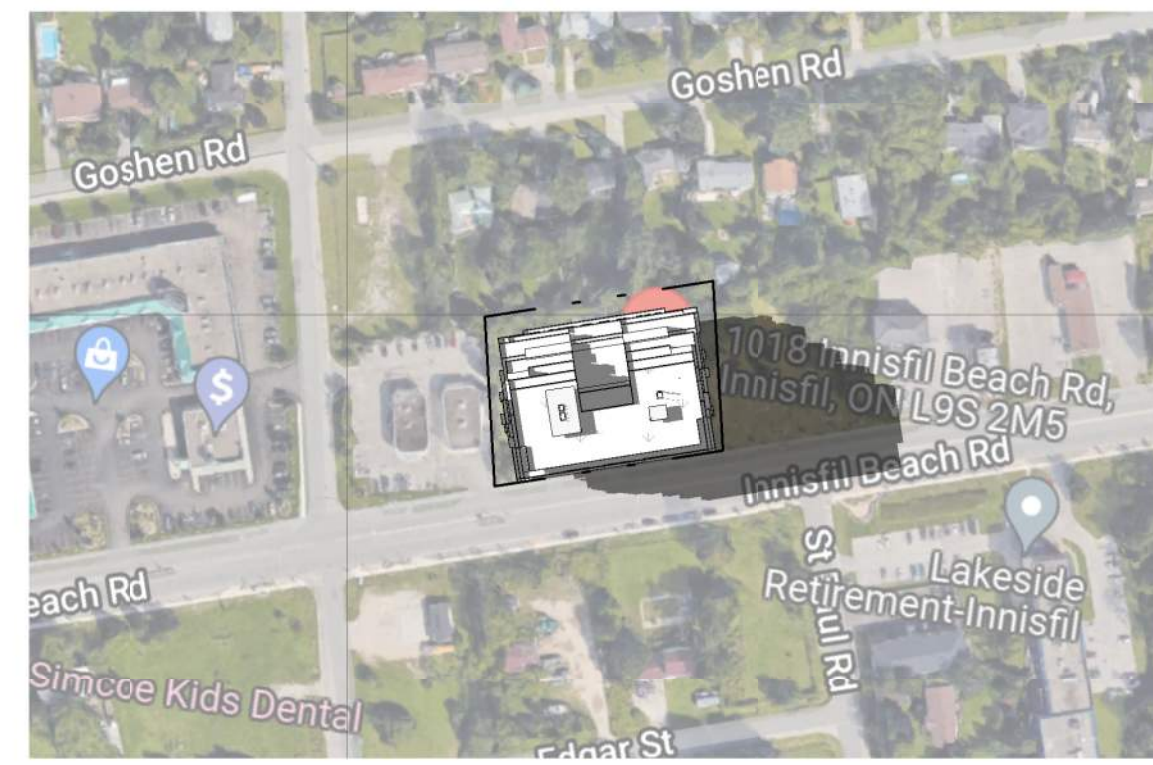 Goshen Rd
Goshen Rd
$
1018 Innisfil Beach Rd,
Innisfil, ON L9S 2M5
Innisfil Beach Rd
each Rd
St Paul Rd
Lakeside
Retirement-Innisfil
Simcoe Kids Dental
Edgar St